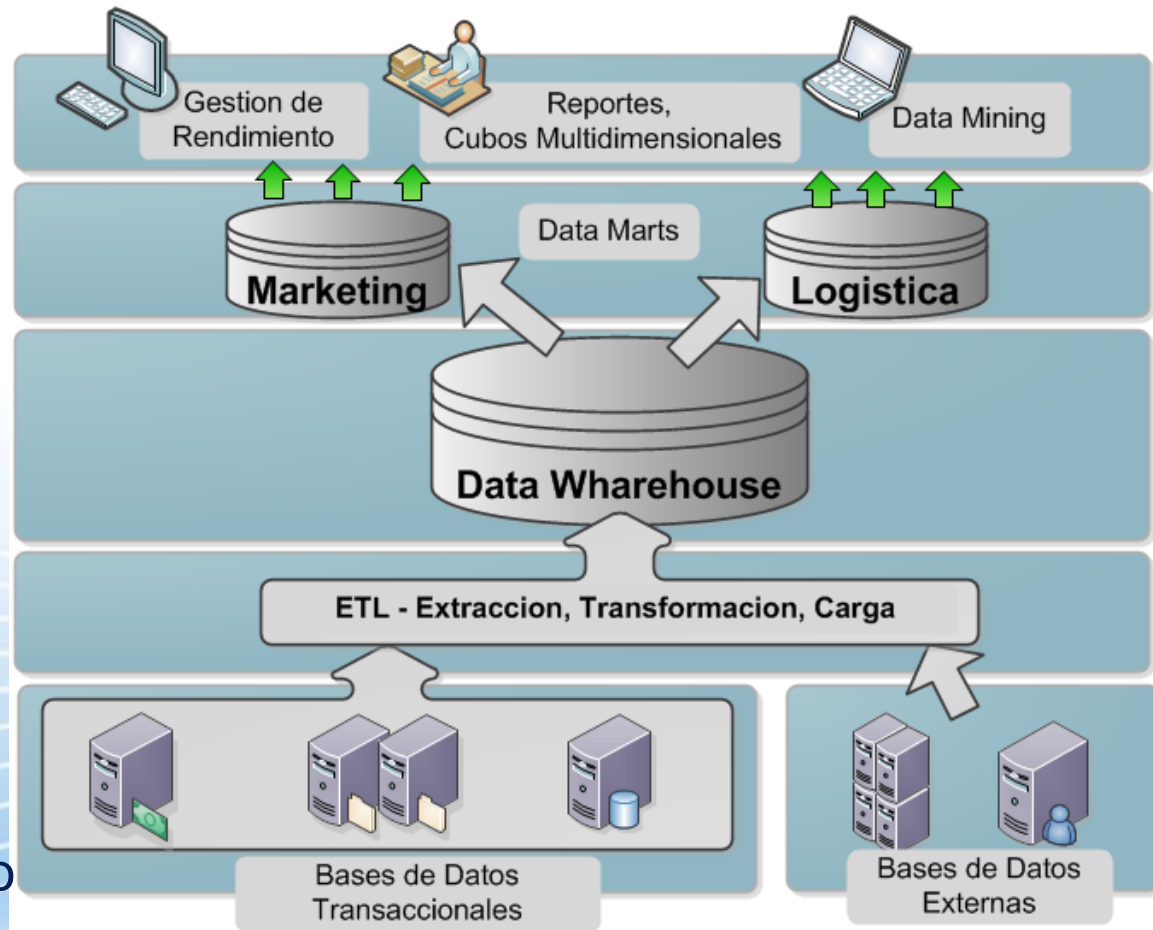 Gestion de
Rendimiento
Reportes,
Cubos Multidimensionales
Data Mining
Data Marts
Marketing
Logistica
Data Wharehouse
ETL - Extraccion, Transformacion, Carga
Bases de Datos
Transaccionales
Bases de Datos
Externas
o